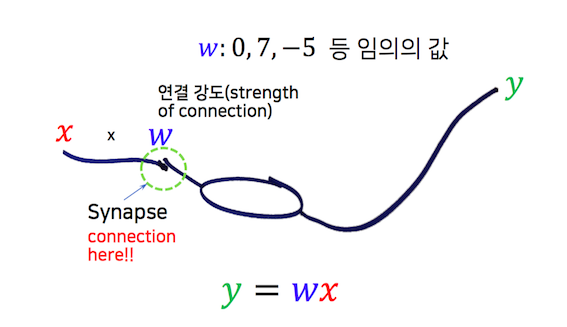 w: 0, 7, −5 등 임의의 값
연결 강도(strength
of connection)
x x w
y
Synapse
connection
here!!
y = wx